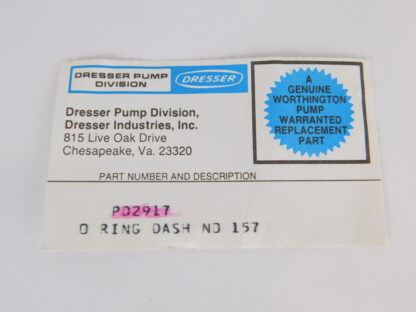 DRESSER PUMP
DIVISION
DRESSER
Dresser Pump Division,
Dresser Industries, Inc.
815 Live Oak Drive
Chesapeake, Va. 23320
A
GENUINE
WORTHINGTON
PUMP
WARRANTED
REPLACEMENT
PART
PART NUMBER AND DESCRIPTION
PO2917
O RING DASH NO 157